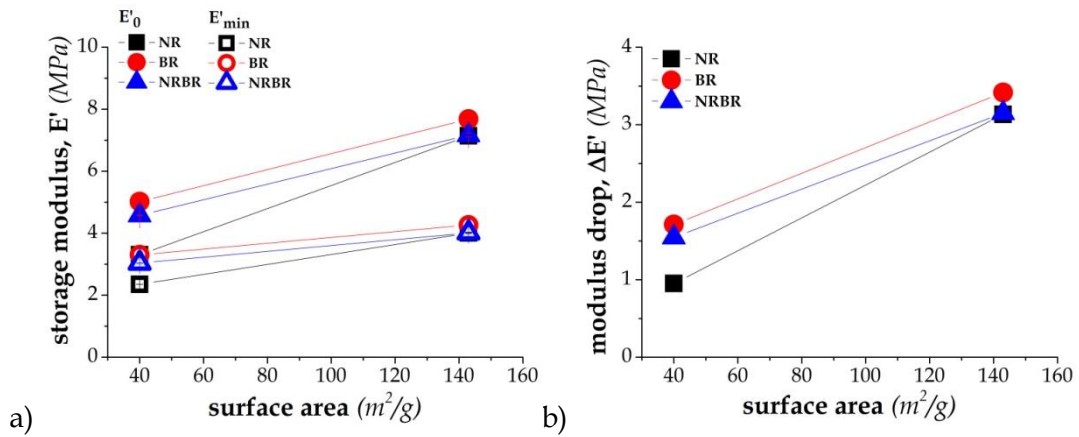 E'0 E'min
NR NR
BR BR
NRBR NRBR
storage modulus, E' (MPa)
10
8
6
4
2
0
40 60 80 100 120 140 160
surface area (m²/g)
a)
NR
BR
NRBR
modulus drop, ΔE' (MPa)
4
3
2
1
0
40 60 80 100 120 140 160
surface area (m²/g)
b)